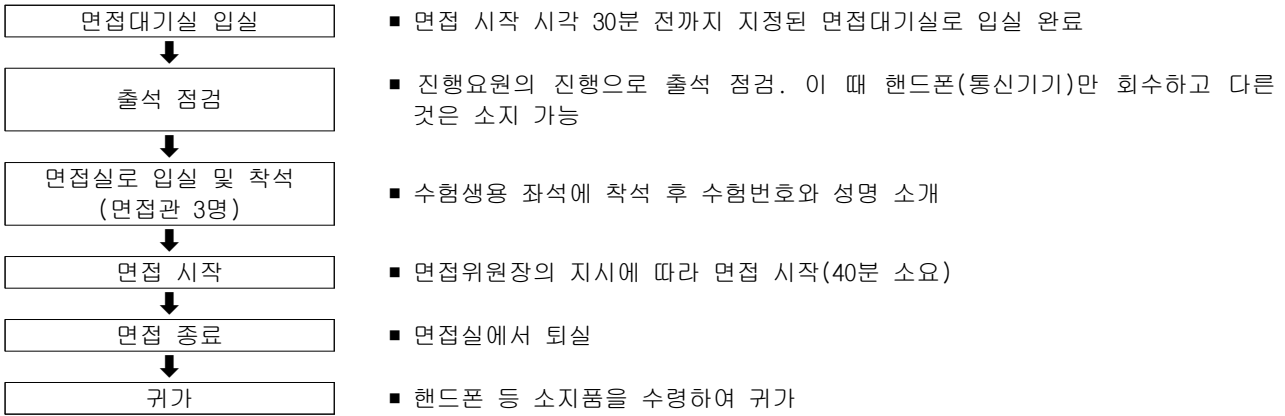 면접대기실 입실
■ 면접 시작 시각 30분 전까지 지정된 면접대기실로 입실 완료
출석 점검
■ 진행요원의 진행으로 출석 점검. 이 때 핸드폰(통신기기)만 회수하고 다른
것은 소지 가능
면접실로 입실 및 착석
(면접관 3명)
■ 수험생용 좌석에 착석 후 수험번호와 성명 소개
면접 시작
■ 면접위원장의 지시에 따라 면접 시작(40분 소요)
면접 종료
■ 면접실에서 퇴실
귀가
■ 핸드폰 등 소지품을 수령하여 귀가